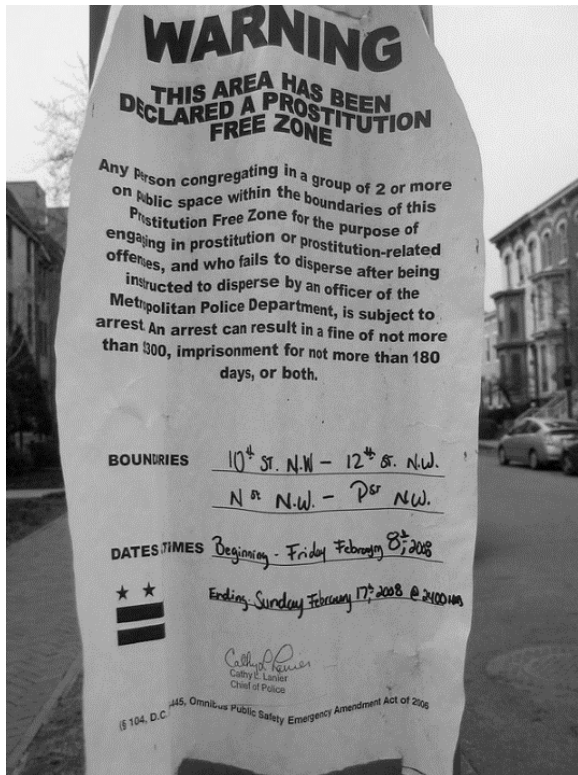 WARNING
THIS AREA HAS BEEN
DECLARED A PROSTITUTION
FREE ZONE
Any Person congregating in a group of 2 or more
on public space within the boundaries of this
Prostitution Free Zone for the purpose of
engaging in prostitution or prostitution-related
offenses, and who fails to disperse after being
instructed to disperse by an officer of the
Metropolitan Police Department, is subject to
arrest. An arrest can result in a fine of not more
than $300, imprisonment for not more than 180
days, or both.
BOUNDRIES 10th ST. N.W - 12th ST. N.W.
N St N.W. - P St N.W.
DATES/TIMES Beginning - Friday February 8th, 2008
Ending: Sunday February 17th, 2008 @ 2400 HRS
Cathy L. Lanier
Cathy L. Lanier
Chief of Police
(§ 104, D.C. 445, Omnibus Public Safety Emergency Amendment Act of 2006